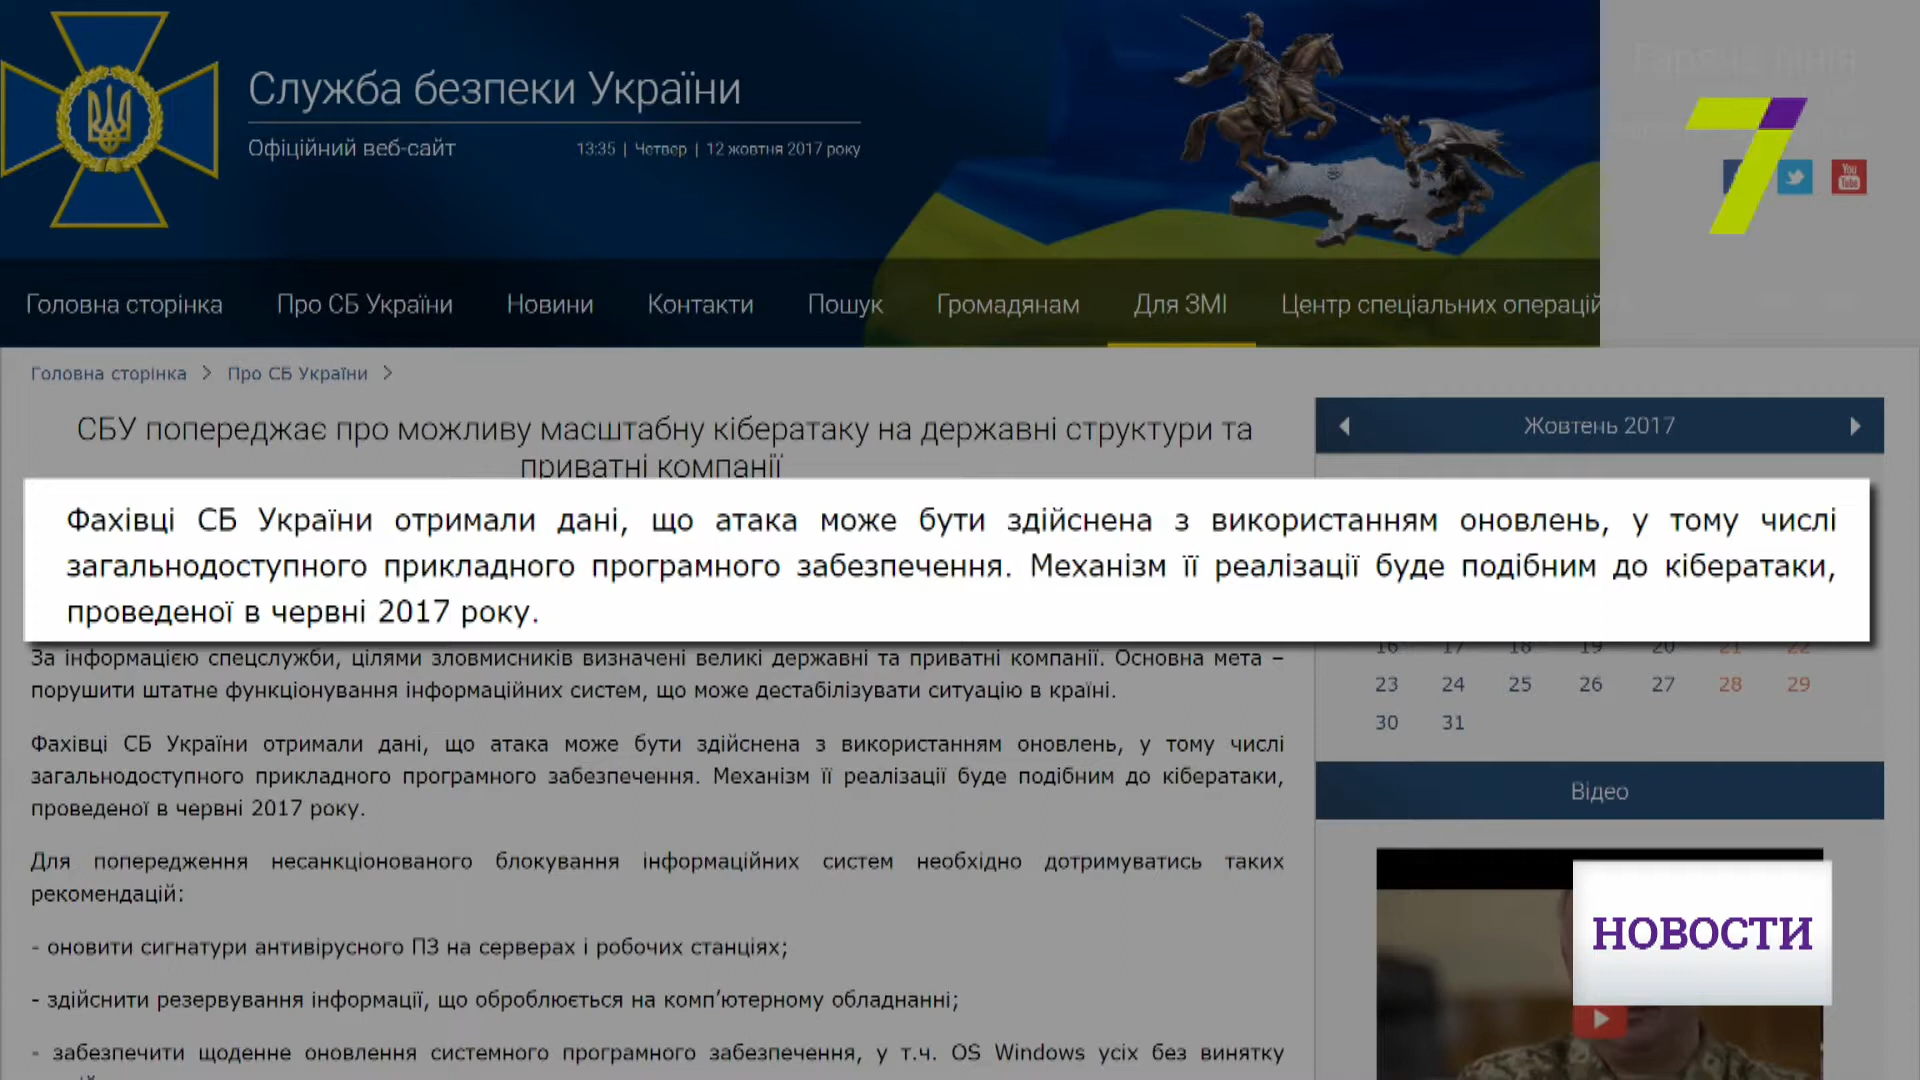 Служба безпеки України
Офіційний веб-сайт
13:35 | Четвер | 12 жовтня 2017 року
7
You Tube
Головна сторінка
Про СБ України
Новини
Контакти
Пошук
Громадянам
Для ЗМІ
Центр спеціальних операцій
Головна сторінка > Про СБ України >
СБУ попереджає про можливу масштабну кібератаку на державні структури та
приватні компанії
Жовтень 2017
Фахівці СБ України отримали дані, що атака може бути здійснена з використанням оновлень, у тому числі
загальнодоступного прикладного програмного забезпечення. Механізм її реалізації буде подібним до кібератаки,
проведеної в червні 2017 року.
16 17 18 19 20 21 22
23 24 25 26 27 28 29
30 31
За інформацією спецслужби, цілями зловмисників визначені великі державні та приватні компанії. Основна мета –
порушити штатне функціонування інформаційних систем, що може дестабілізувати ситуацію в країні.
Фахівці СБ України отримали дані, що атака може бути здійснена з використанням оновлень, у тому числі
загальнодоступного прикладного програмного забезпечення. Механізм її реалізації буде подібним до кібератаки,
проведеної в червні 2017 року.
Відео
Для попередження несанкціонованого блокування інформаційних систем необхідно дотримуватись таких
рекомендацій:
- оновити сигнатури антивірусного ПЗ на серверах і робочих станціях;
- здійснити резервування інформації, що оброблюється на комп’ютерному обладнанні;
- забезпечити щоденне оновлення системного програмного забезпечення, у т.ч. OS Windows усіх без винятку
НОВОСТИ